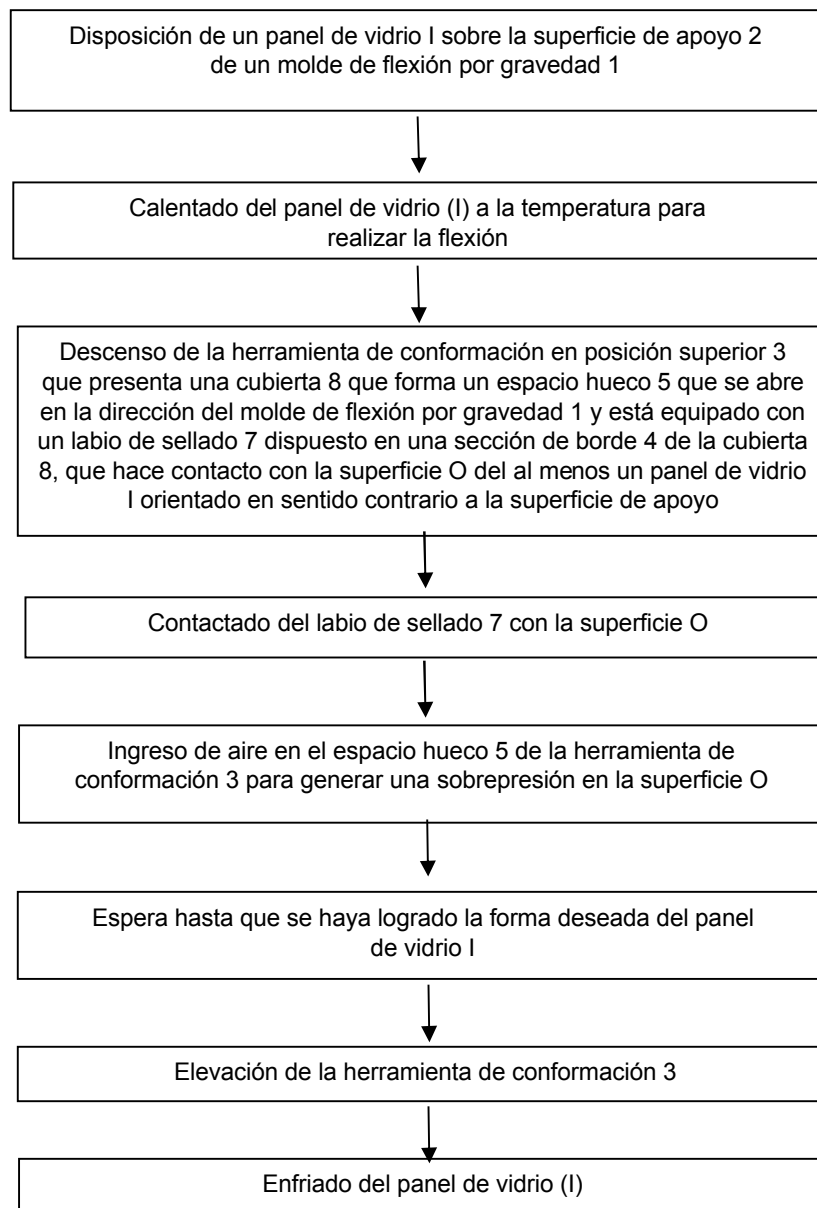 Disposición de un panel de vidrio I sobre la superficie de apoyo 2
de un molde de flexión por gravedad 1
Calentado del panel de vidrio (I) a la temperatura para
realizar la flexión
Descenso de la herramienta de conformación en posición superior 3
que presenta una cubierta 8 que forma un espacio hueco 5 que se abre
en la dirección del molde de flexión por gravedad 1 y está equipado con
un labio de sellado 7 dispuesto en una sección de borde 4 de la cubierta
8, que hace contacto con la superficie O del al menos un panel de vidrio
I orientado en sentido contrario a la superficie de apoyo
Contactado del labio de sellado 7 con la superficie O
Ingreso de aire en el espacio hueco 5 de la herramienta de
conformación 3 para generar una sobrepresión en la superficie O
Espera hasta que se haya logrado la forma deseada del panel
de vidrio I
Elevación de la herramienta de conformación 3
Enfriado del panel de vidrio (I)